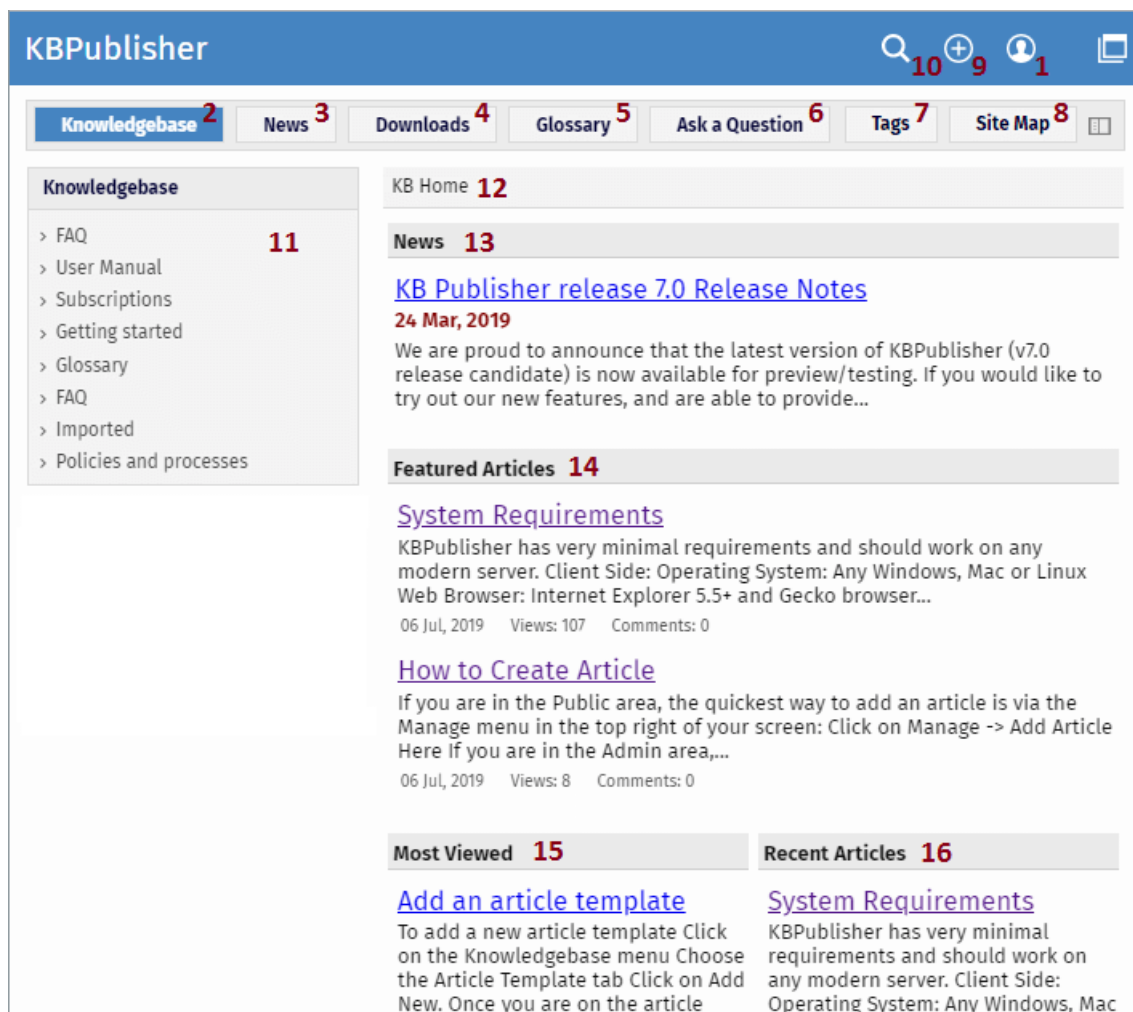 KBPublisher
10 9 1
Knowledgebase 2 News 3 Downloads 4 Glossary 5 Ask a Question 6 Tags 7 Site Map 8
Knowledgebase
11
› FAQ
› User Manual
› Subscriptions
› Getting started
› Glossary
› FAQ
› Imported
› Policies and processes
KB Home 12
News 13
KB Publisher release 7.0 Release Notes
24 Mar, 2019
We are proud to announce that the latest version of KBPublisher (v7.0
release candidate) is now available for preview/testing. If you would like to
try out our new features, and are able to provide...
Featured Articles 14
System Requirements
KBPublisher has very minimal requirements and should work on any
modern server. Client Side: Operating System: Any Windows, Mac or Linux
Web Browser: Internet Explorer 5.5+ and Gecko browser...
06 Jul, 2019 Views: 107 Comments: 0
How to Create Article
If you are in the Public area, the quickest way to add an article is via the
Manage menu in the top right of your screen: Click on Manage -> Add Article
Here If you are in the Admin area,...
06 Jul, 2019 Views: 8 Comments: 0
Most Viewed 15
Add an article template
To add a new article template Click
on the Knowledgebase menu Choose
the Article Template tab Click on Add
New. Once you are on the article
Recent Articles 16
System Requirements
KBPublisher has very minimal
requirements and should work on
any modern server. Client Side:
Operating System: Any Windows, Mac